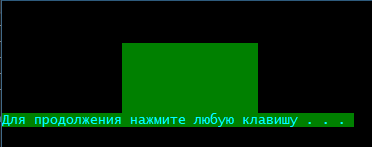 Для продолжения нажмите любую клавишу . . .